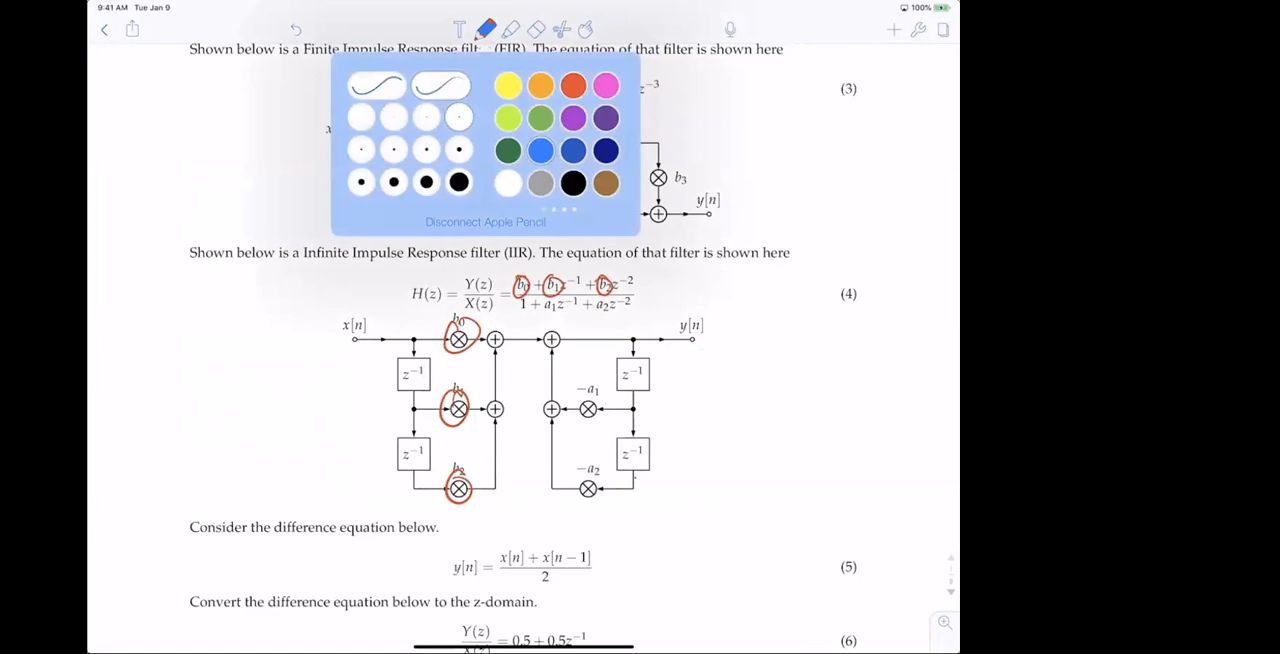 9:41 AM Tue Jan 9
100%
T
Shown below is a Finite Impulse Response filt (FIR). The equation of that filter is shown here
z⁻³
(3)
x
b₃
y[n]
Disconnect Apple Pencil
Shown below is a Infinite Impulse Response filter (IIR). The equation of that filter is shown here
H(z) = Y(z)/X(z) = (b₀ + b₁z⁻¹ + b₂z⁻²)/(1 + a₁z⁻¹ + a₂z⁻²)
(4)
x[n]
b₀
y[n]
z⁻¹
z⁻¹
b₁
−a₁
z⁻¹
z⁻¹
b₂
−a₂
Consider the difference equation below.
y[n] = (x[n] + x[n − 1])/2
(5)
Convert the difference equation below to the z-domain.
Y(z)/X(z) = 0.5 + 0.5z⁻¹
(6)